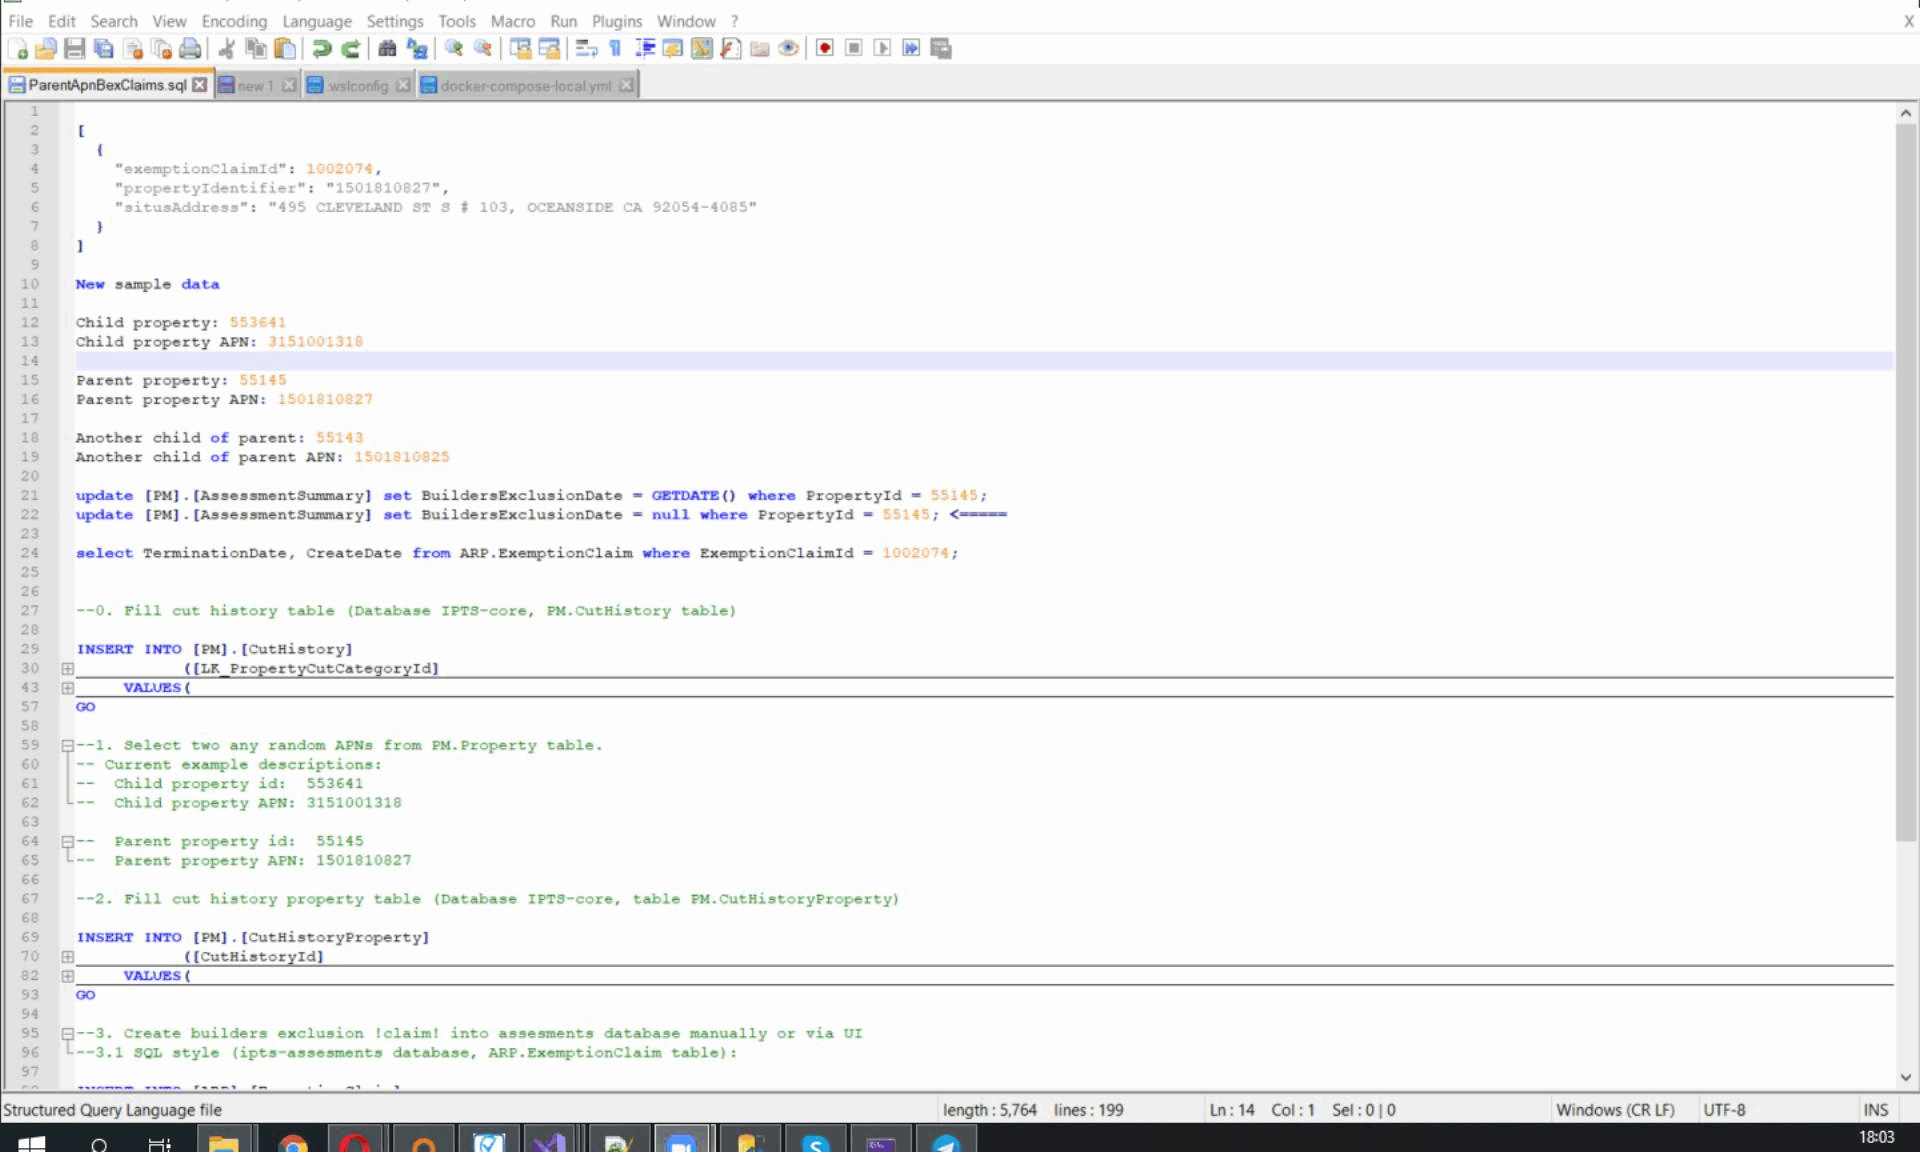 File Edit Search View Encoding Language Settings Tools Macro Run Plugins Window ? X
ParentApnBexClaims.sql new 1 .wslconfig docker-compose-local.yml
1
2 [
3 {
4 "exemptionClaimId": 1002074,
5 "propertyIdentifier": "1501810827",
6 "situsAddress": "495 CLEVELAND ST S # 103, OCEANSIDE CA 92054-4085"
7 }
8 ]
9
10 New sample data
11
12 Child property: 553641
13 Child property APN: 3151001318
14
15 Parent property: 55145
16 Parent property APN: 1501810827
17
18 Another child of parent: 55143
19 Another child of parent APN: 1501810825
20
21 update [PM].[AssessmentSummary] set BuildersExclusionDate = GETDATE() where PropertyId = 55145;
22 update [PM].[AssessmentSummary] set BuildersExclusionDate = null where PropertyId = 55145; <=====
23
24 select TerminationDate, CreateDate from ARP.ExemptionClaim where ExemptionClaimId = 1002074;
25
26
27 --0. Fill cut history table (Database IPTS-core, PM.CutHistory table)
28
29 INSERT INTO [PM].[CutHistory]
30 ([LK_PropertyCutCategoryId]
43 VALUES(
57 GO
58
59 --1. Select two any random APNs from PM.Property table.
60 -- Current example descriptions:
61 -- Child property id: 553641
62 -- Child property APN: 3151001318
63
64 -- Parent property id: 55145
65 -- Parent property APN: 1501810827
66
67 --2. Fill cut history property table (Database IPTS-core, table PM.CutHistoryProperty)
68
69 INSERT INTO [PM].[CutHistoryProperty]
70 ([CutHistoryId]
82 VALUES(
93 GO
94
95 --3. Create builders exclusion !claim! into assesments database manually or via UI
96 --3.1 SQL style (ipts-assesments database, ARP.ExemptionClaim table):
97
Structured Query Language file length : 5,764 lines : 199 Ln : 14 Col : 1 Sel : 0 | 0 Windows (CR LF) UTF-8 INS
18:03